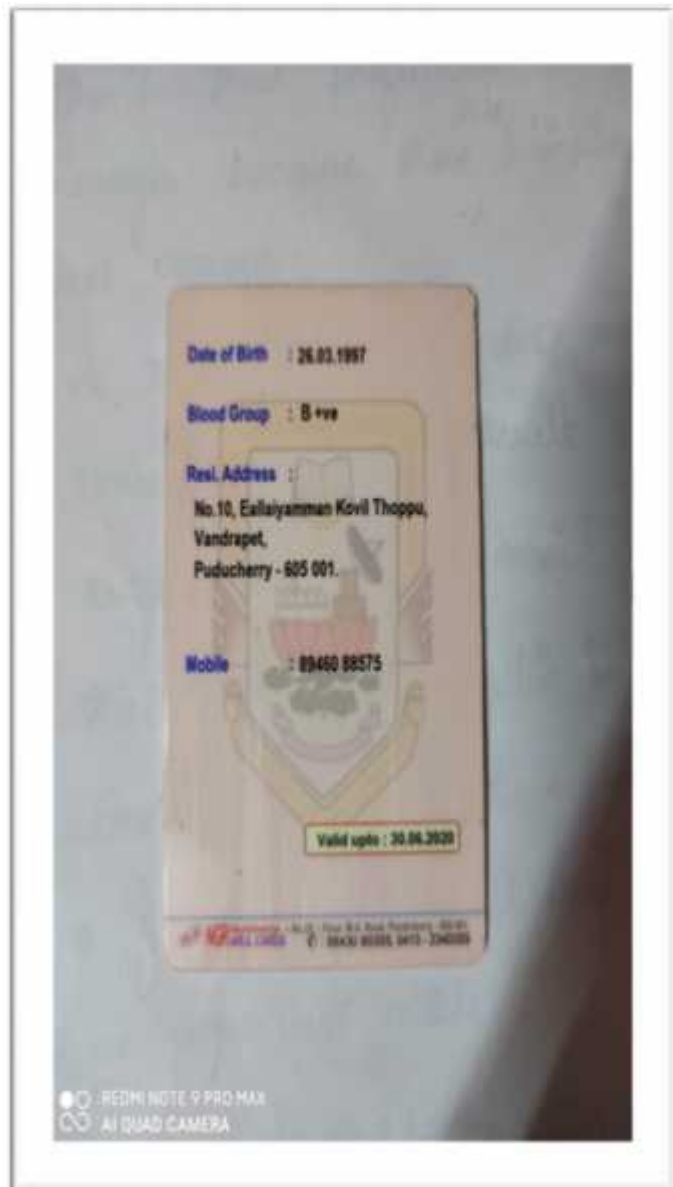 Date of Birth : 26.03.1997
Blood Group : B +ve
Resi. Address :
No.10, Eallaiyamman Kovil Thoppu,
Vandrapet,
Puducherry - 605 001.
Mobile : 89460 88575
Valid upto : 30.06.2020
REDMI NOTE 9 PRO MAX
AI QUAD CAMERA